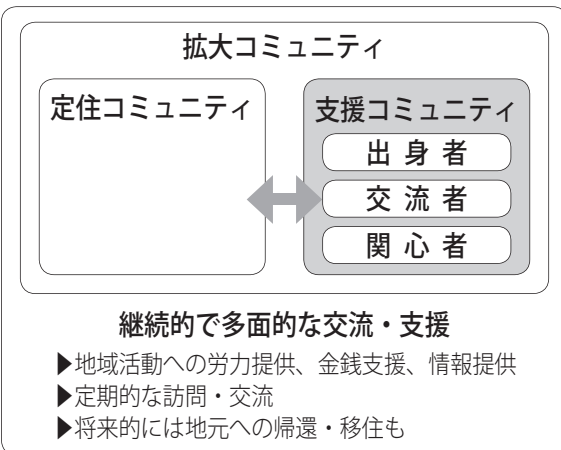 拡大コミュニティ
定住コミュニティ
支援コミュニティ
出身者
交流者
関心者
継続的で多面的な交流・支援
▶地域活動への労力提供、金銭支援、情報提供
▶定期的な訪問・交流
▶将来的には地元への帰還・移住も